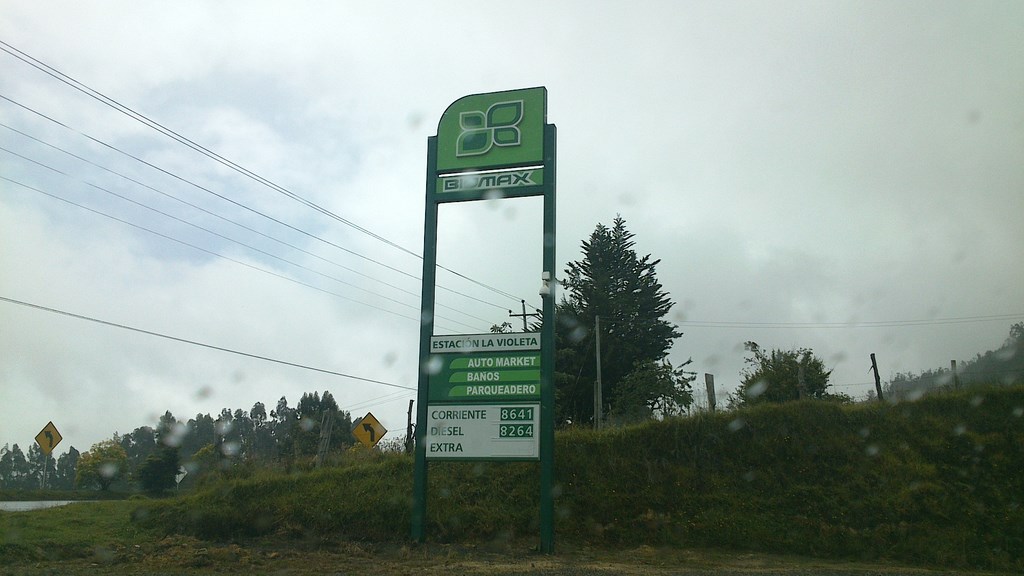 BIOMAX
ESTACIÓN LA VIOLETA
AUTO MARKET
BAÑOS
PARQUEADERO
CORRIENTE 8641
DIESEL 8264
EXTRA